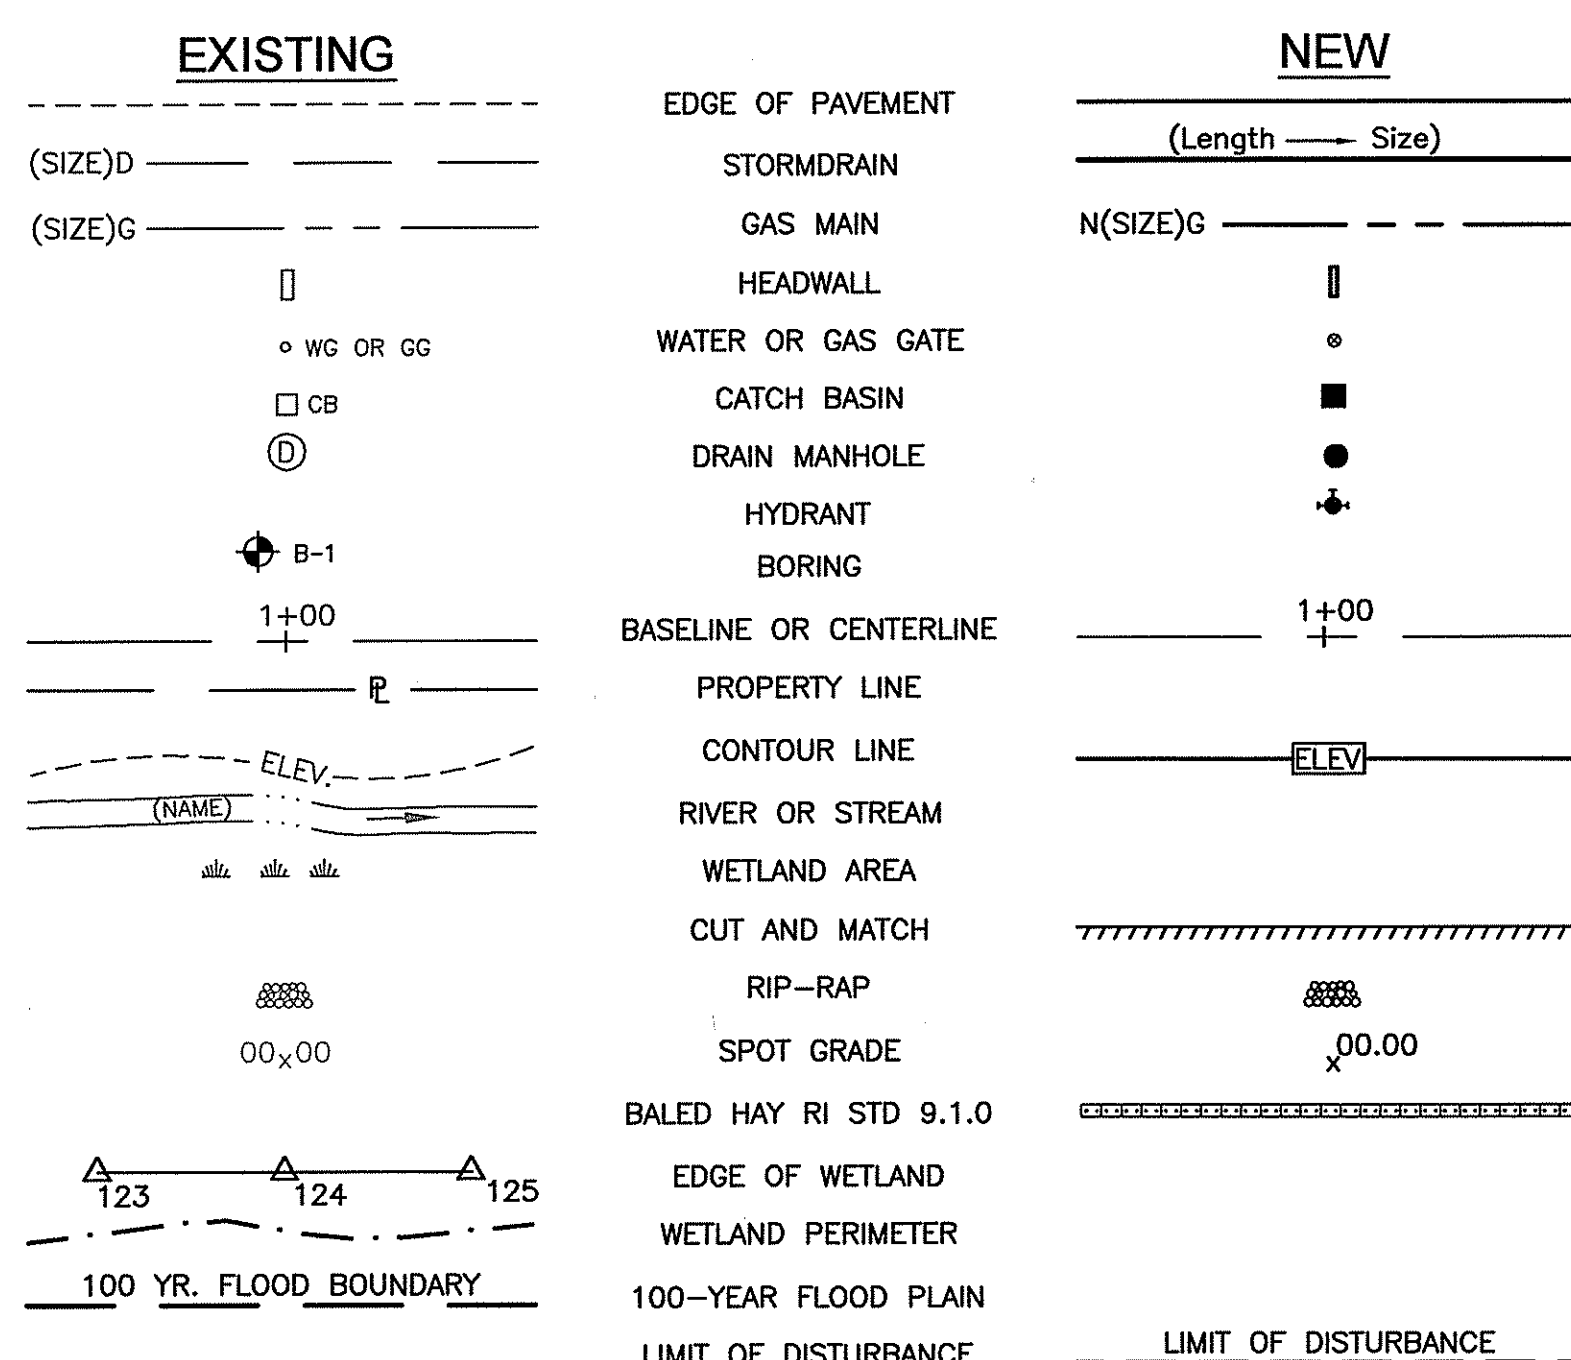 EXISTING NEW
EDGE OF PAVEMENT
(Length Size)
(SIZE)D STORMDRAIN
(SIZE)G GAS MAIN N(SIZE)G
HEADWALL
WG OR GG WATER OR GAS GATE
CB CATCH BASIN
D DRAIN MANHOLE
HYDRANT
B-1 BORING
1+00 BASELINE OR CENTERLINE 1+00
PL PROPERTY LINE
ELEV. CONTOUR LINE ELEV
(NAME) RIVER OR STREAM
WETLAND AREA
CUT AND MATCH
RIP-RAP
00x00 SPOT GRADE x00.00
BALED HAY RI STD 9.1.0
123 124 125 EDGE OF WETLAND
WETLAND PERIMETER
100 YR. FLOOD BOUNDARY 100-YEAR FLOOD PLAIN
LIMIT OF DISTURBANCE LIMIT OF DISTURBANCE